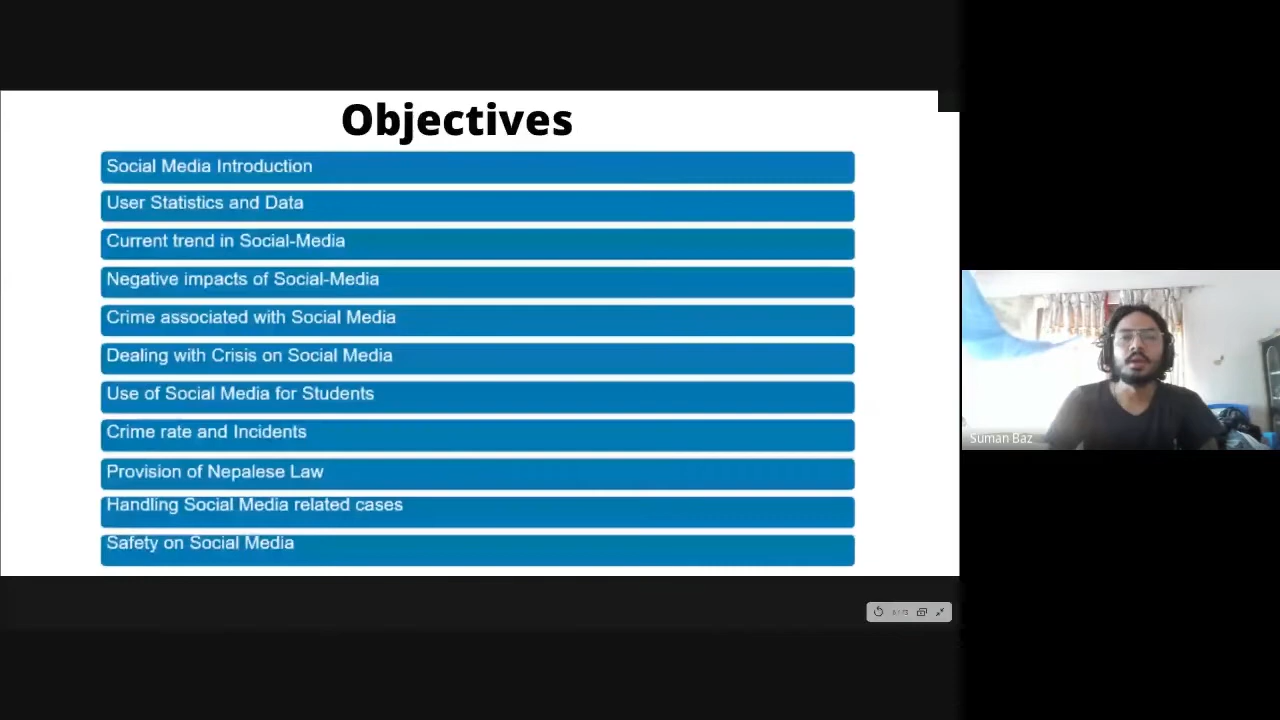 Objectives
Social Media Introduction
User Statistics and Data
Current trend in Social-Media
Negative impacts of Social-Media
Crime associated with Social Media
Dealing with Crisis on Social Media
Use of Social Media for Students
Crime rate and Incidents
Provision of Nepalese Law
Handling Social Media related cases
Safety on Social Media
Suman Baz